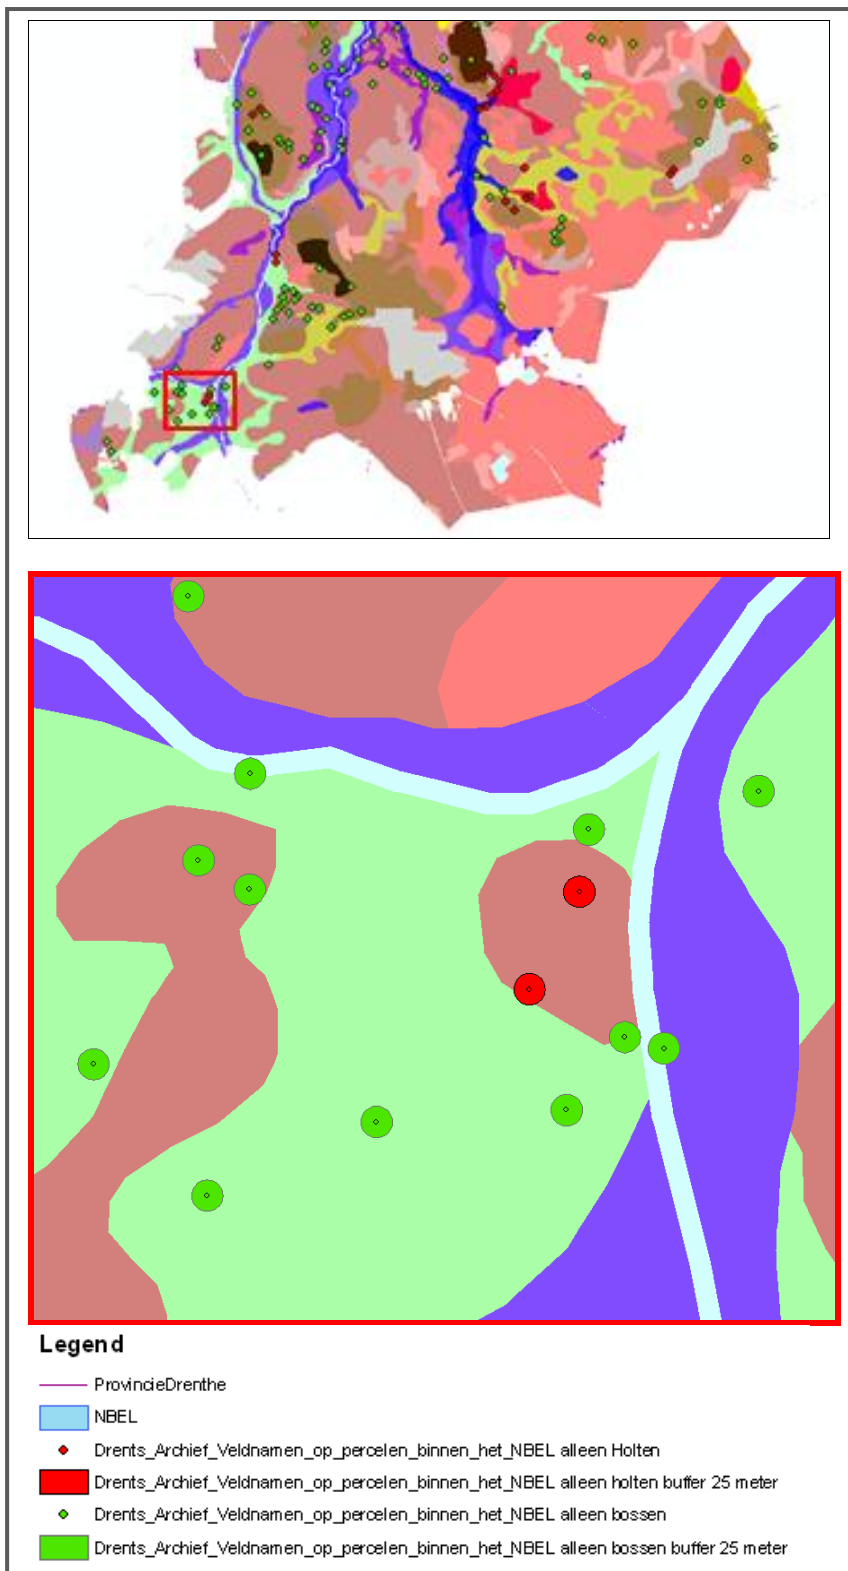 Legend
ProvincieDrenthe
NBEL
Drents_Archief_Veldnamen_op_percelen_binnen_het_NBEL alleen Holten
Drents_Archief_Veldnamen_op_percelen_binnen_het_NBEL alleen holten buffer 25 meter
Drents_Archief_Veldnamen_op_percelen_binnen_het_NBEL alleen bossen
Drents_Archief_Veldnamen_op_percelen_binnen_het_NBEL alleen bossen buffer 25 meter